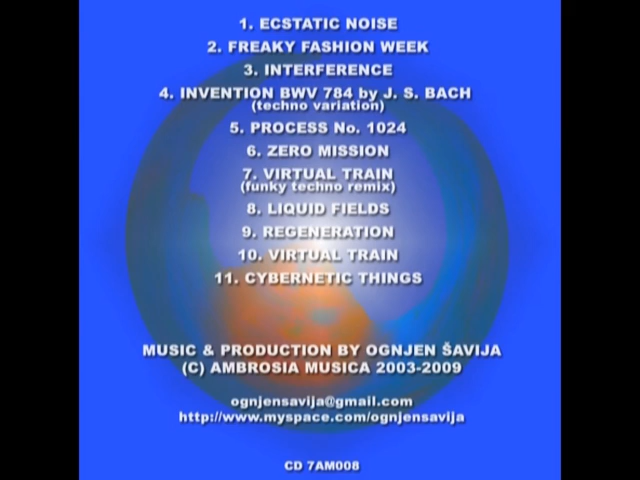 1. ECSTATIC NOISE
2. FREAKY FASHION WEEK
3. INTERFERENCE
4. INVENTION BWV 784 by J. S. BACH
(techno variation)
5. PROCESS No. 1024
6. ZERO MISSION
7. VIRTUAL TRAIN
(funky techno remix)
8. LIQUID FIELDS
9. REGENERATION
10. VIRTUAL TRAIN
11. CYBERNETIC THINGS
MUSIC & PRODUCTION BY OGNJEN ŠAVIJA
(C) AMBROSIA MUSICA 2003-2009
ognjensavija@gmail.com
http://www.myspace.com/ognjensavija
CD 7AM008